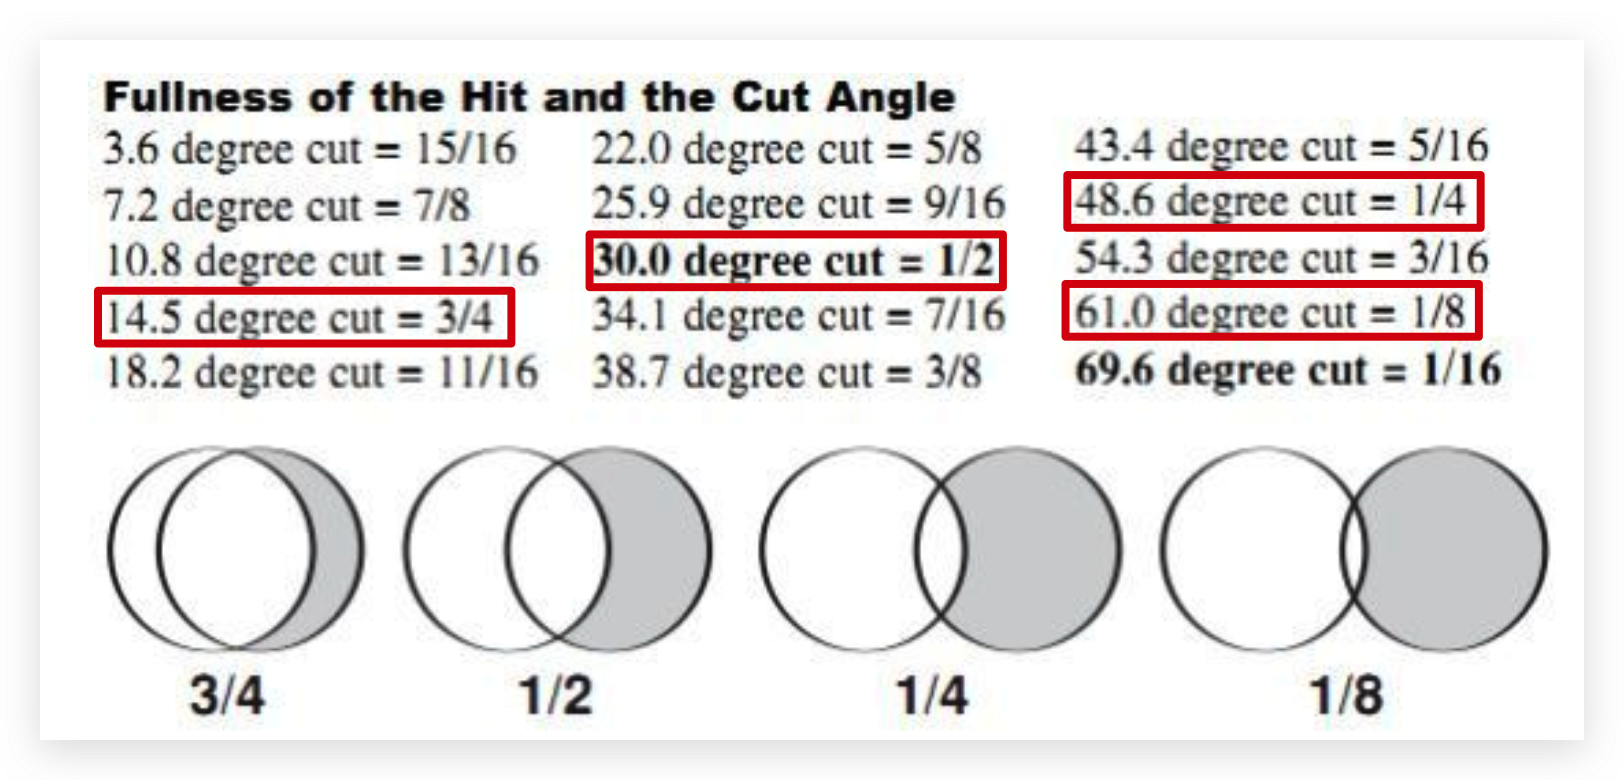 Fullness of the Hit and the Cut Angle
3.6 degree cut = 15/16
7.2 degree cut = 7/8
10.8 degree cut = 13/16
14.5 degree cut = 3/4
18.2 degree cut = 11/16
22.0 degree cut = 5/8
25.9 degree cut = 9/16
30.0 degree cut = 1/2
34.1 degree cut = 7/16
38.7 degree cut = 3/8
43.4 degree cut = 5/16
48.6 degree cut = 1/4
54.3 degree cut = 3/16
61.0 degree cut = 1/8
69.6 degree cut = 1/16
3/4
1/2
1/4
1/8